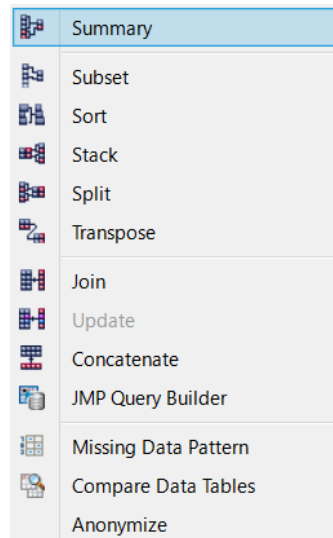 Summary
Subset
Sort
Stack
Split
Transpose
Join
Update
Concatenate
JMP Query Builder
Missing Data Pattern
Compare Data Tables
Anonymize